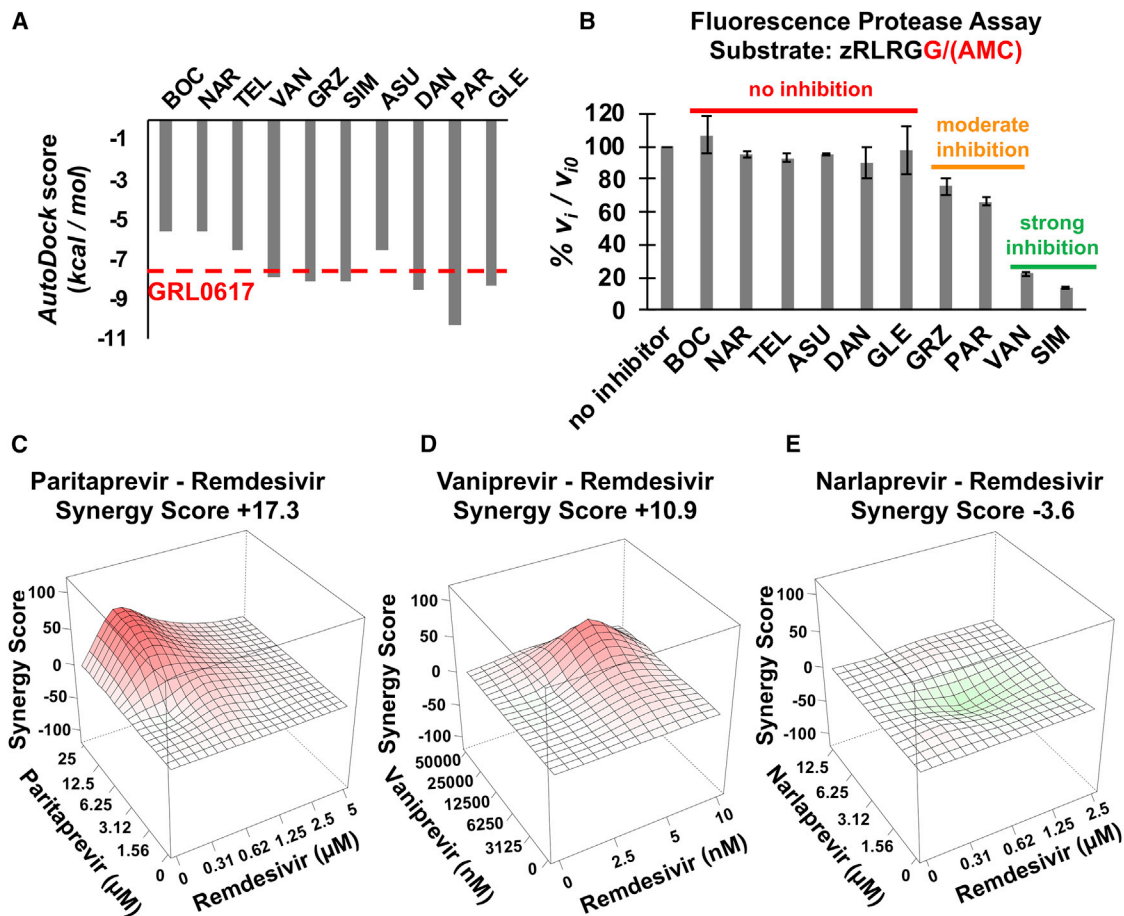 A
BOC
NAR
TEL
VAN
GRZ
SIM
ASU
DAN
PAR
GLE
AutoDock score
(kcal / mol)
-1
-3
-5
-7
-9
-11
GRL0617
B
Fluorescence Protease Assay
Substrate: zRLRGG/(AMC)
no inhibition
moderate
inhibition
strong
inhibition
% vi / vi0
120
100
80
60
40
20
0
no inhibitor
BOC
NAR
TEL
ASU
DAN
GLE
GRZ
PAR
VAN
SIM
C
Paritaprevir - Remdesivir
Synergy Score +17.3
Synergy Score
100
50
0
-50
-100
25
12.5
6.25
3.12
1.56
0
Paritaprevir (µM)
0
0.31
0.62
1.25
2.5
5
Remdesivir (µM)
D
Vaniprevir - Remdesivir
Synergy Score +10.9
Synergy Score
100
50
0
-50
-100
50000
25000
12500
6250
3125
0
Vaniprevir (nM)
0
2.5
5
10
Remdesivir (nM)
E
Narlaprevir - Remdesivir
Synergy Score -3.6
Synergy Score
100
50
0
-50
-100
12.5
6.25
3.12
1.56
0
Narlaprevir (µM)
0
0.31
0.62
1.25
2.5
Remdesivir (µM)